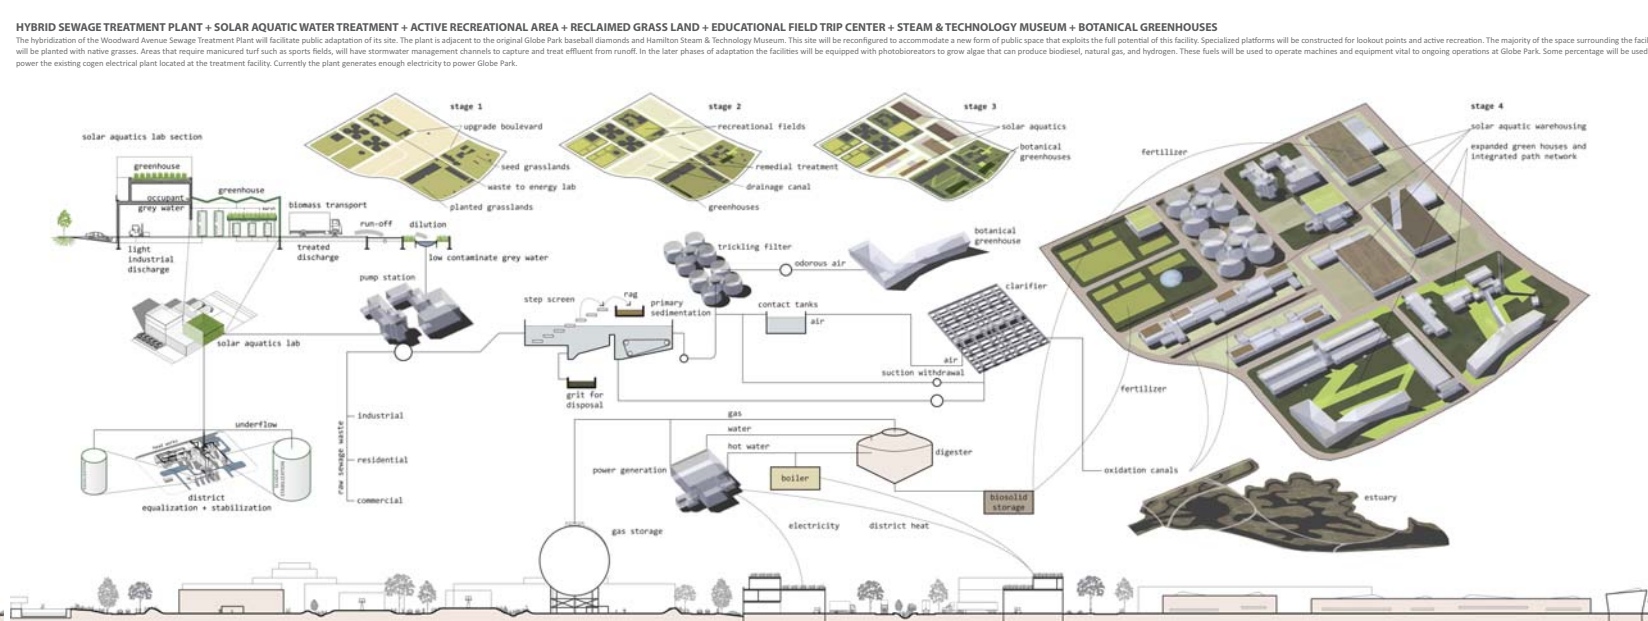 HYBRID SEWAGE TREATMENT PLANT + SOLAR AQUATIC WATER TREATMENT + ACTIVE RECREATIONAL AREA + RECLAIMED GRASS LAND + EDUCATIONAL FIELD TRIP CENTER + STEAM & TECHNOLOGY MUSEUM + BOTANICAL GREENHOUSES
The hybridization of the Woodward Avenue Sewage Treatment Plant will facilitate public adaptation of its site. The plant is adjacent to the original Globe Park baseball diamonds and Hamilton Steam & Technology Museum. This site will be reconfigured to accommodate a new form of public space that exploits the full potential of this facility. Specialized platforms will be constructed for lookout points and active recreation. The majority of the space surrounding the facil
will be planted with native grasses. Areas that require manicured turf such as sports fields, will have stormwater management channels to capture and treat effluent from runoff. In the later phases of adaptation the facilities will be equipped with photobioreators to grow algae that can produce biodiesel, natural gas, and hydrogen. These fuels will be used to operate machines and equipment vital to ongoing operations at Globe Park. Some percentage will be used
power the existing cogen electrical plant located at the treatment facility. Currently the plant generates enough electricity to power Globe Park.
stage 1
upgrade boulevard
seed grasslands
waste to energy lab
planted grasslands
stage 2
recreational fields
remedial treatment
drainage canal
greenhouses
stage 3
solar aquatics
botanical
greenhouses
stage 4
solar aquatic warehousing
expanded green houses and
integrated path network
fertilizer
solar aquatics lab section
greenhouse
occupant
grey water
greenhouse
biomass transport
run-off
dilution
light
industrial
discharge
treated
discharge
low contaminate grey water
pump station
solar aquatics lab
step screen
rag
primary
sedimentation
grit for
disposal
trickling filter
odorous air
botanical
greenhouse
contact tanks
air
clarifier
air
suction withdrawal
fertilizer
underflow
district
equalization + stabilization
raw sewage waste
industrial
residential
commercial
gas
water
hot water
power generation
boiler
digester
biosolid
storage
oxidation canals
estuary
electricity
district heat
gas storage